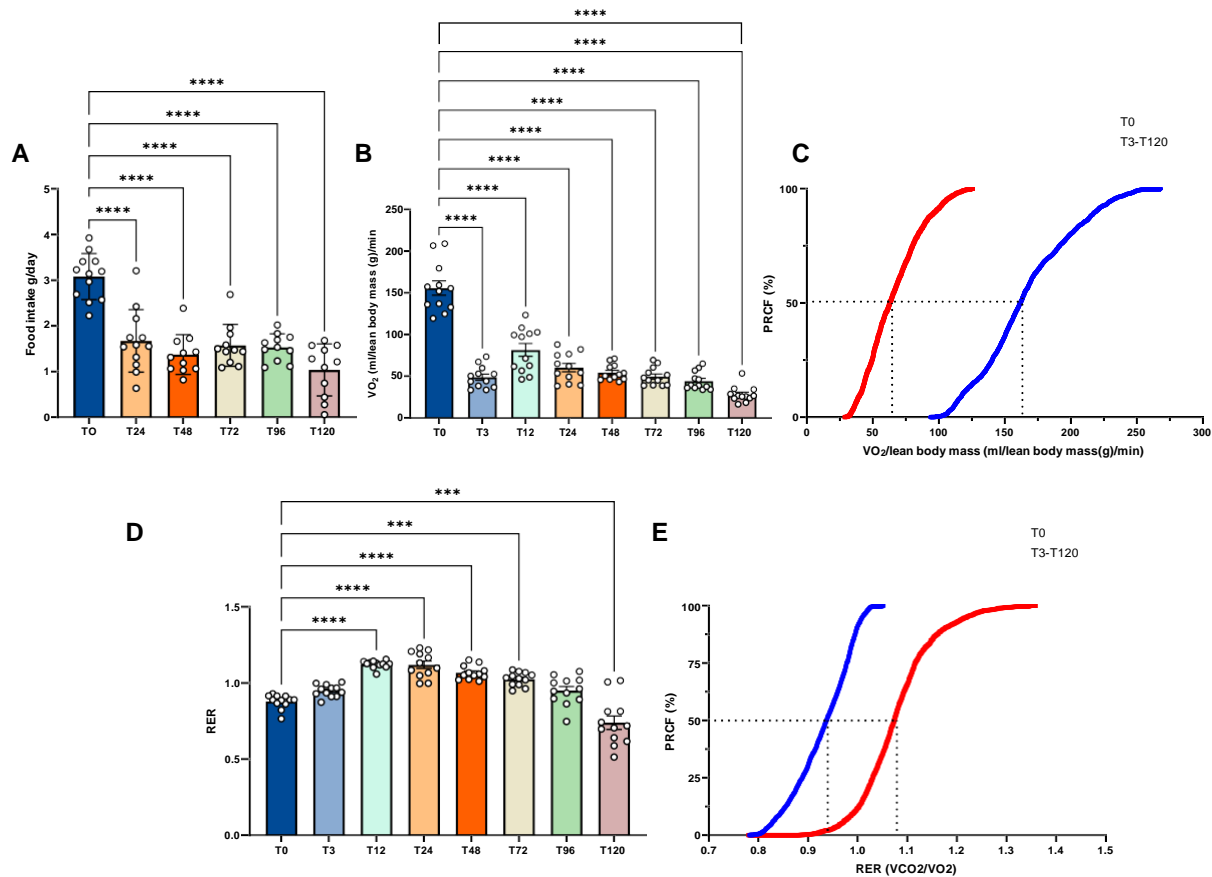 A
****
****
****
****
****
Food intake g/day
5
4
3
2
1
0
TO
T24
T48
T72
T96
T120
B
****
****
****
****
****
****
****
****
VO2 (ml/lean body mass (g)/min)
250
200
150
100
50
0
T0
T3
T12
T24
T48
T72
T96
T120
C
T0
T3-T120
PRCF (%)
100
50
0
0
50
100
150
200
250
300
VO2/lean body mass (ml/lean body mass(g)/min)
D
***
***
****
****
****
RER
1.5
1.0
0.5
0.0
T0
T3
T12
T24
T48
T72
T96
T120
E
T0
T3-T120
PRCF (%)
100
75
50
25
0
0.7
0.8
0.9
1.0
1.1
1.2
1.3
1.4
1.5
RER (VCO2/VO2)